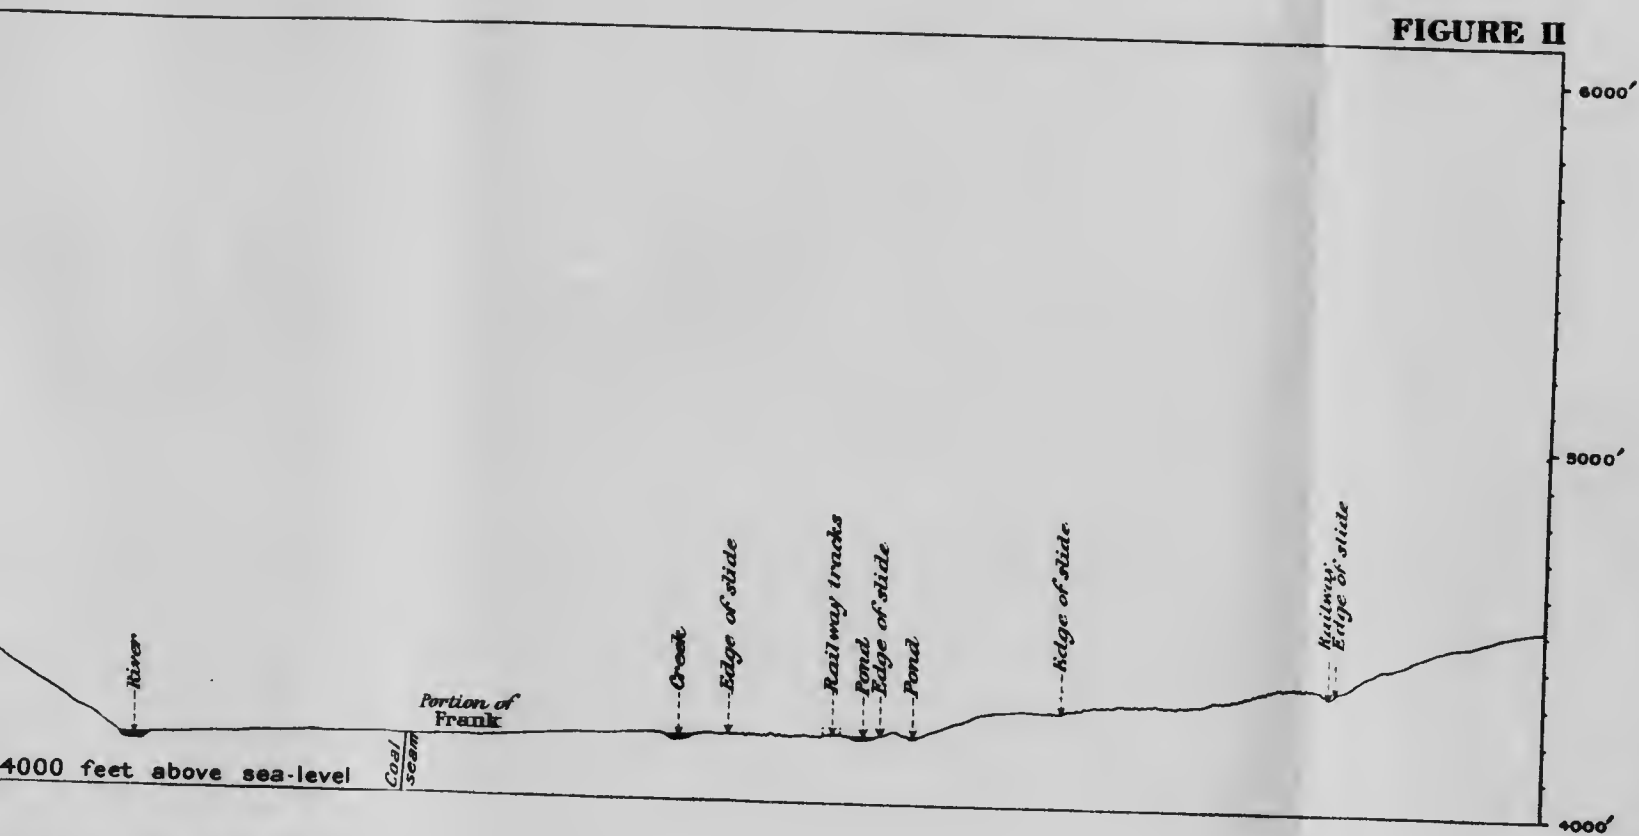 FIGURE II
6000'
5000'
4000'
River
Portion of
Frank
Creek
Edge of slide
Railway tracks
Pond
Edge of slide
Pond
Edge of slide
Railway
Edge of slide
4000 feet above sea-level
Coal
seam